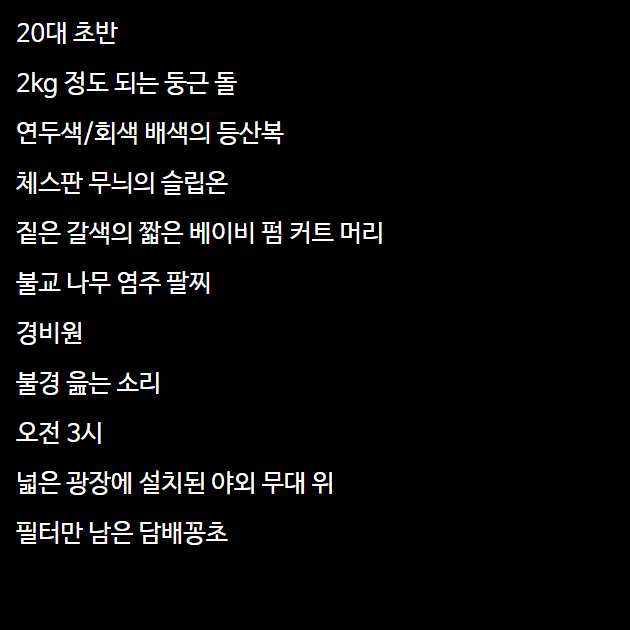 20대 초반
2kg 정도 되는 둥근 돌
연두색/회색 배색의 등산복
체스판 무늬의 슬립온
짙은 갈색의 짧은 베이비 펌 커트 머리
불교 나무 염주 팔찌
경비원
불경 읊는 소리
오전 3시
넓은 광장에 설치된 야외 무대 위
필터만 남은 담배꽁초